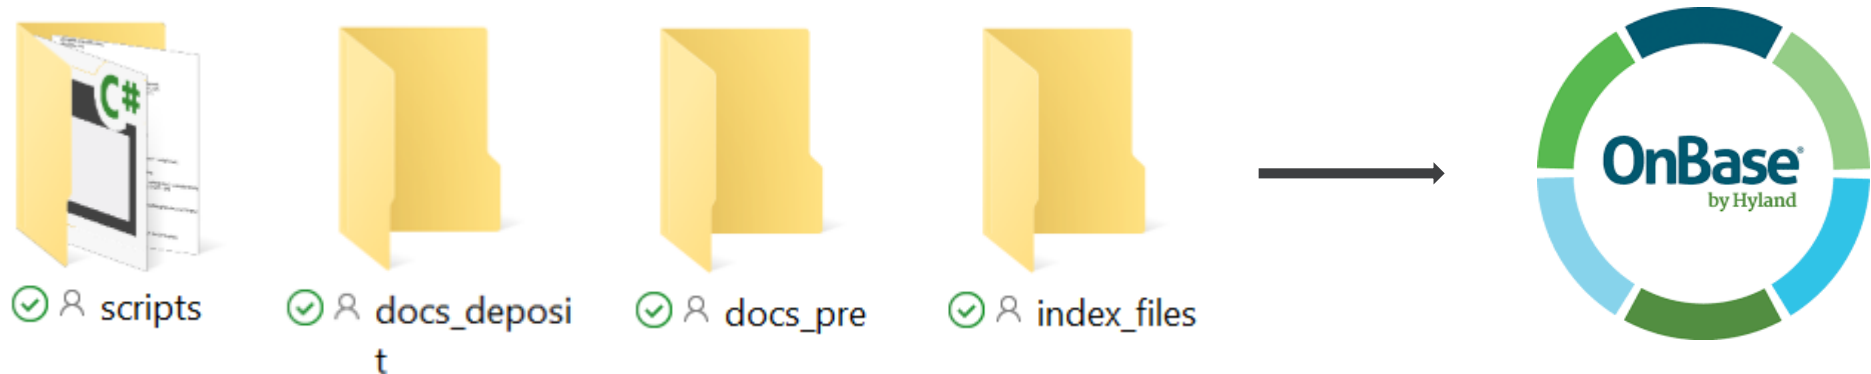 C#
scripts
docs_deposi
t
docs_pre
index_files
OnBase®
by Hyland